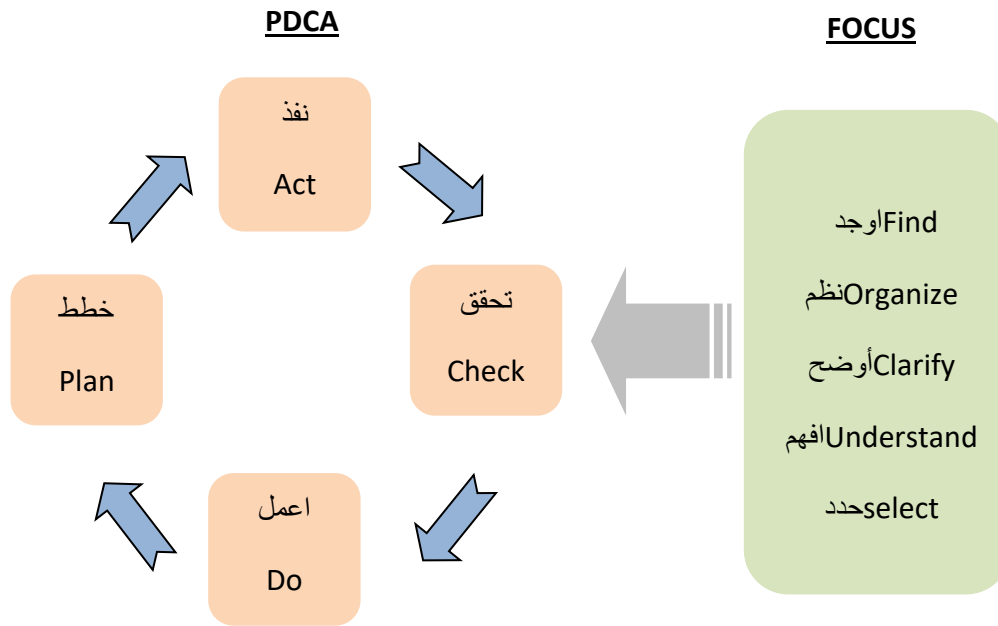 PDCA
FOCUS
نفذ
Act
خطط
Plan
تحقق
Check
اعمل
Do
Findاوجد
Organizeنظم
Clarifyأوضح
Understandافهم
selectحدد